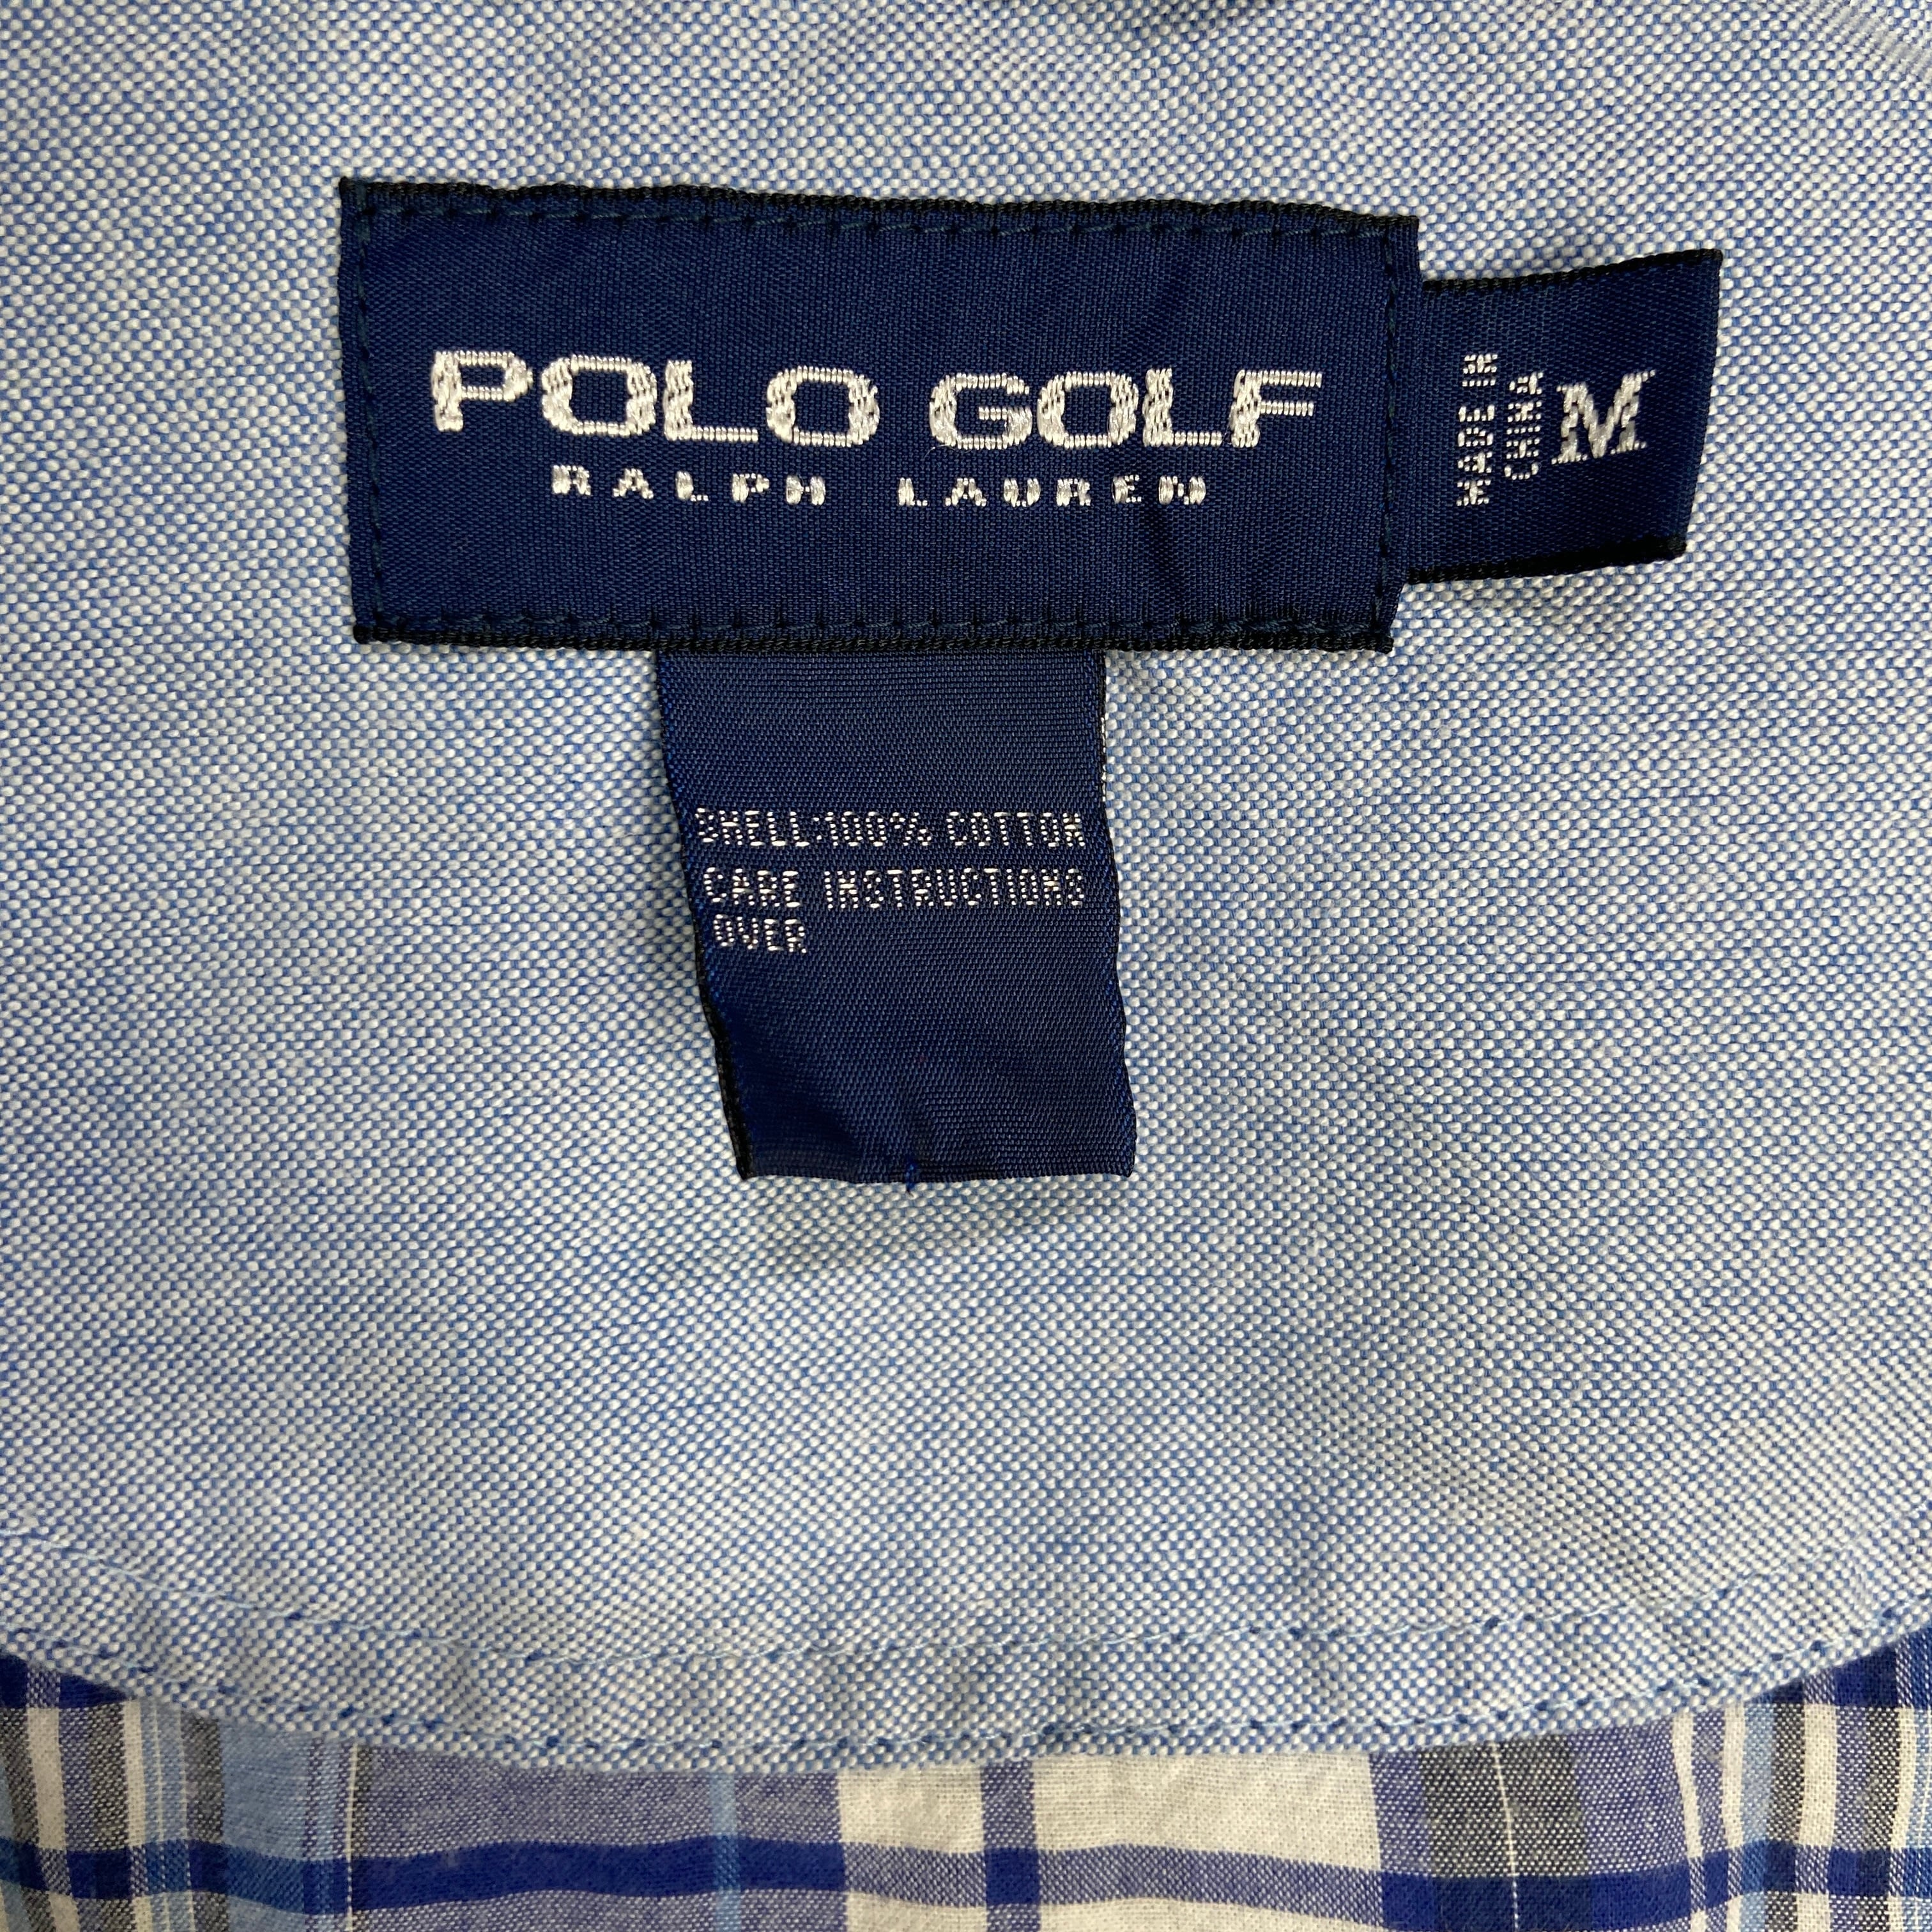 POLO GOLF
RALPH LAUREN
MADE IN
CHINA
M
SHELL:100% COTTON
CARE INSTRUCTIONS
OVER